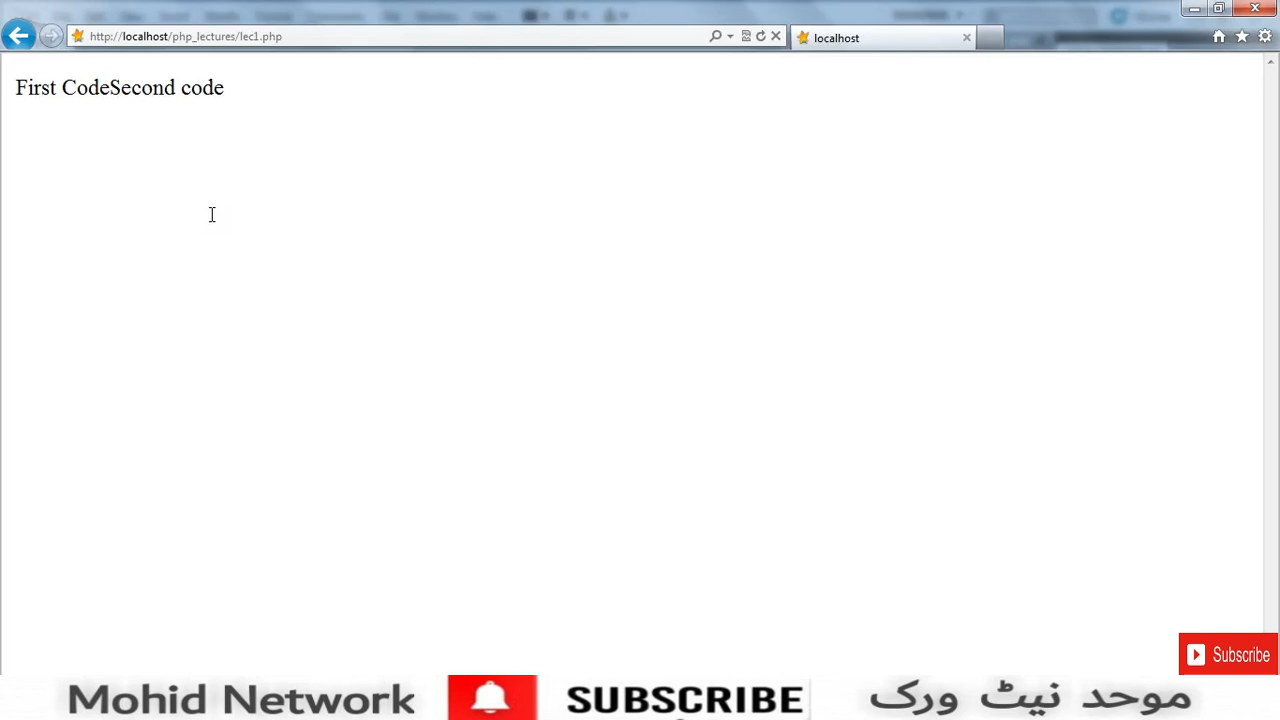 http://localhost/php_lectures/lec1.php
localhost
First CodeSecond code
Subscribe
Mohid Network
SUBSCRIBE
موحد نیٹ ورک